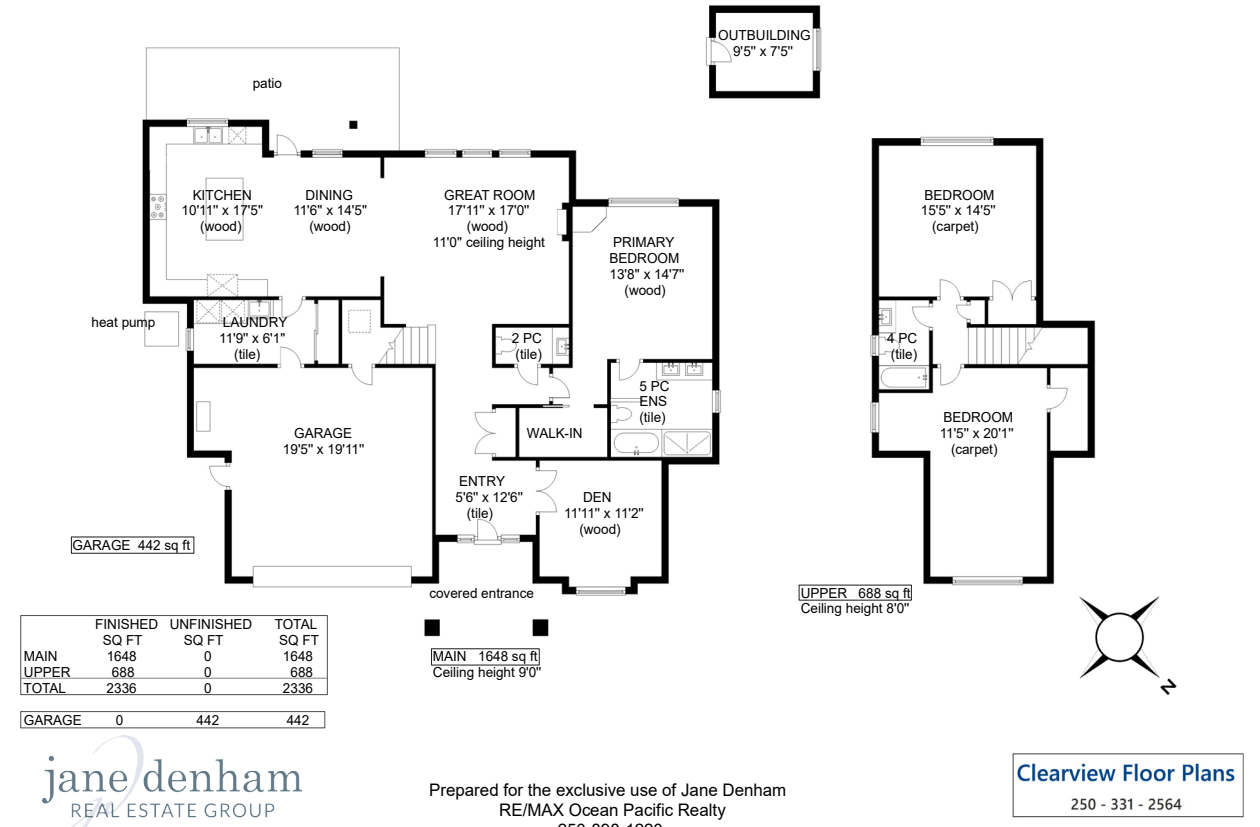 OUTBUILDING
9'5" x 7'5"
patio
KITCHEN
10'11" x 17'5"
(wood)
DINING
11'6" x 14'5"
(wood)
GREAT ROOM
17'11" x 17'0"
(wood)
11'0" ceiling height
PRIMARY
BEDROOM
13'8" x 14'7"
(wood)
BEDROOM
15'5" x 14'5"
(carpet)
heat pump
LAUNDRY
11'9" x 6'1"
(tile)
2 PC
(tile)
4 PC
(tile)
5 PC
ENS
(tile)
GARAGE
19'5" x 19'11"
WALK-IN
BEDROOM
11'5" x 20'1"
(carpet)
ENTRY
5'6" x 12'6"
(tile)
DEN
11'11" x 11'2"
(wood)
GARAGE 442 sq ft
covered entrance
UPPER 688 sq ft
Ceiling height 8'0"
MAIN 1648 sq ft
Ceiling height 9'0"
N
FINISHED UNFINISHED TOTAL
SQ FT SQ FT SQ FT
MAIN 1648 0 1648
UPPER 688 0 688
TOTAL 2336 0 2336
GARAGE 0 442 442
jane denham
REAL ESTATE GROUP
Prepared for the exclusive use of Jane Denham
RE/MAX Ocean Pacific Realty
Clearview Floor Plans
250 - 331 - 2564